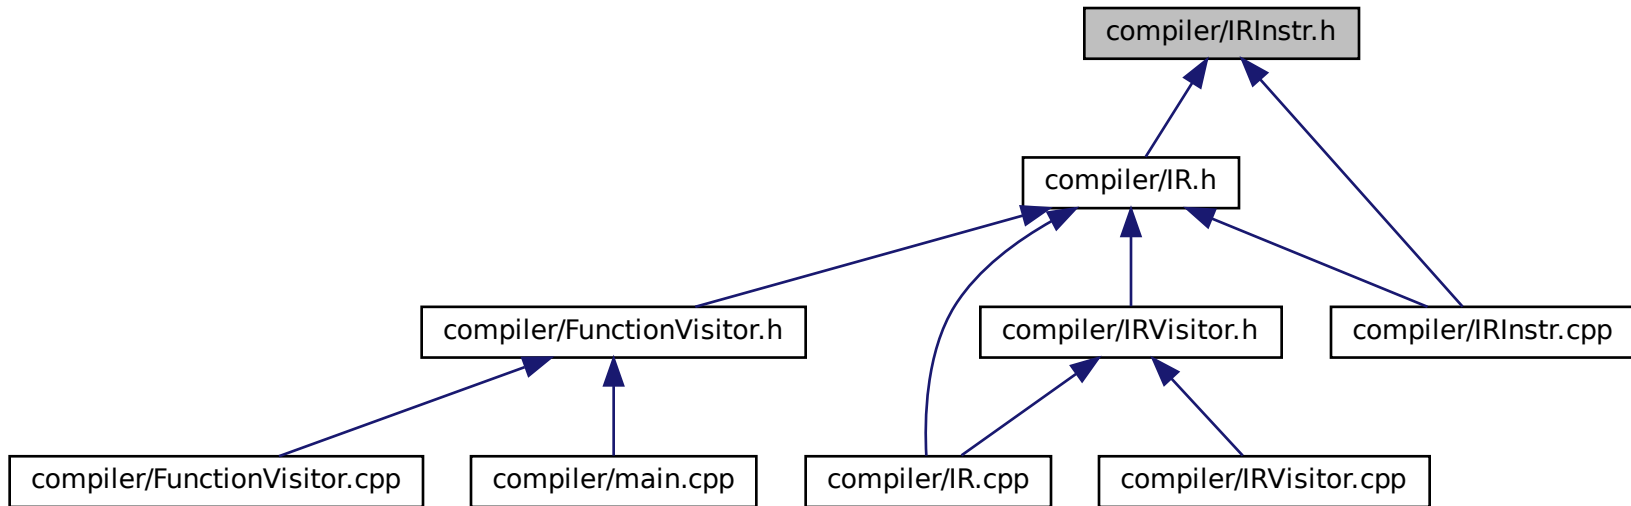 compiler/IRInstr.h
compiler/IR.h
compiler/FunctionVisitor.h
compiler/IRVisitor.h
compiler/IRInstr.cpp
compiler/FunctionVisitor.cpp
compiler/main.cpp
compiler/IR.cpp
compiler/IRVisitor.cpp